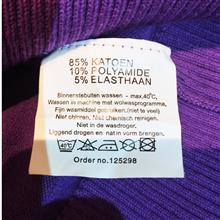 85% KATOEN
10% POLYAMIDE
5% ELASTHAAN
Binnenstebuiten wassen - max.40°C.
Wassen in machine met wolwasprogramma.
Fijn wasmiddel gebruiken.(niet te veel!)
Niet chloren. Niet chemisch reinigen.
Niet in de wasdroger.
Liggend drogen en nat in vorm brengen.
40°C
Order no.125298